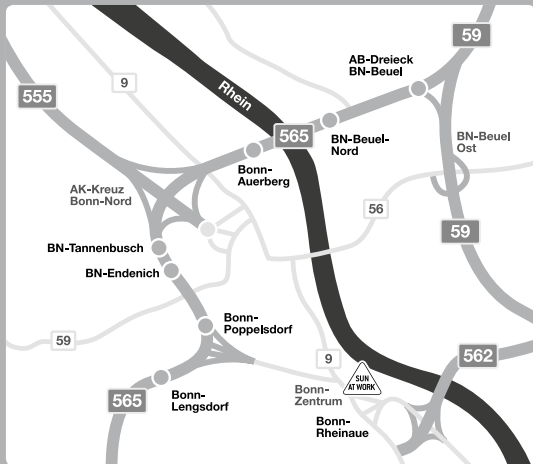 59
AB-Dreieck
BN-Beuel
555
9
Rhein
565
BN-Beuel-
Nord
BN-Beuel
Ost
Bonn-
Auerberg
AK-Kreuz
Bonn-Nord
56
59
BN-Tannenbusch
BN-Endenich
Bonn-
Poppelsdorf
59
9
562
SUN
AT WORK
Bonn-
Zentrum
565
Bonn-
Lengsdorf
Bonn-
Rheinaue